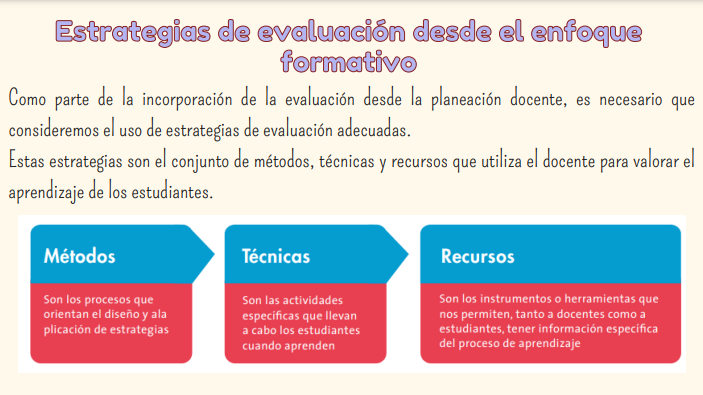 Estrategias de evaluación desde el enfoque
formativo
Como parte de la incorporación de la evaluación desde la planeación docente, es necesario que
consideremos el uso de estrategias de evaluación adecuadas.
Estas estrategias son el conjunto de métodos, técnicas y recursos que utiliza el docente para valorar el
aprendizaje de los estudiantes.
Métodos
Son los procesos que
orientan el diseño y ala
plicación de estrategias
Técnicas
Son las actividades
específicas que llevan
a cabo los estudiantes
cuando aprenden
Recursos
Son los instrumentos o herramientas que
nos permiten, tanto a docentes como a
estudiantes, tener información específica
del proceso de aprendizaje